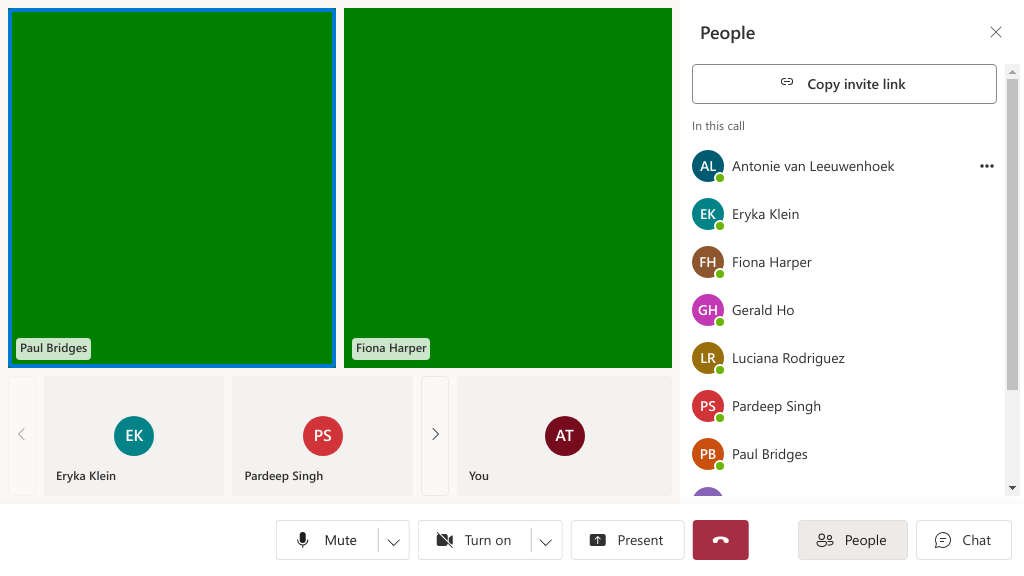 Paul Bridges
Fiona Harper
EK
Eryka Klein
PS
Pardeep Singh
AT
You
People
Copy invite link
In this call
AL Antonie van Leeuwenhoek
EK Eryka Klein
FH Fiona Harper
GH Gerald Ho
LR Luciana Rodriguez
PS Pardeep Singh
PB Paul Bridges
Mute
Turn on
Present
People
Chat